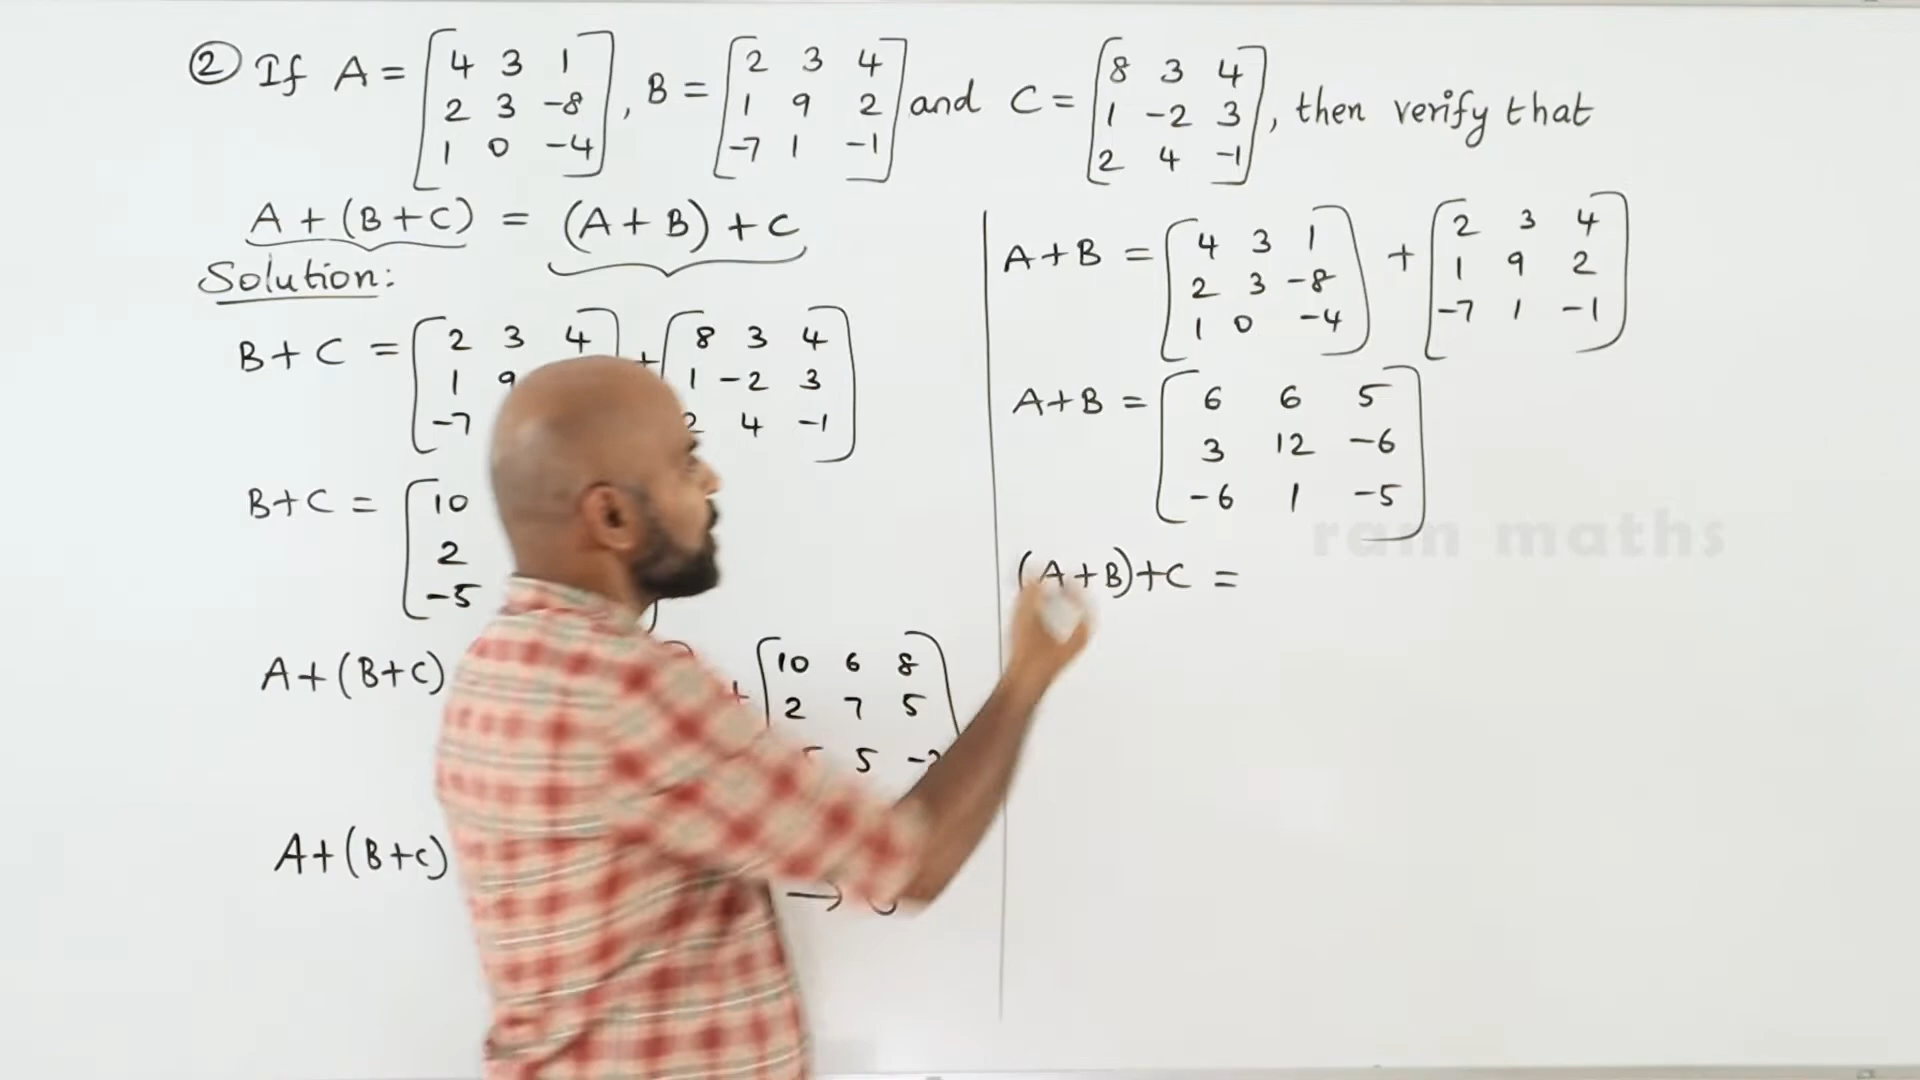 ② If A = [4 3 1
2 3 -8
1 0 -4], B = [2 3 4
1 9 2
-7 1 -1] and C = [8 3 4
1 -2 3
2 4 -1], then verify that
A + (B + C) = (A + B) + C
Solution:
B + C = [2 3 4
1 9
-7 + [8 3 4
1 -2 3
2 4 -1]
B + C = [10
2
-5
A + (B + C) + [10 6 8
2 7 5
5 -2
A + (B + C) →
A + B = [4 3 1
2 3 -8
1 0 -4] + [2 3 4
1 9 2
-7 1 -1]
A + B = [6 6 5
3 12 -6
-6 1 -5]
ram maths
(A + B) + C =